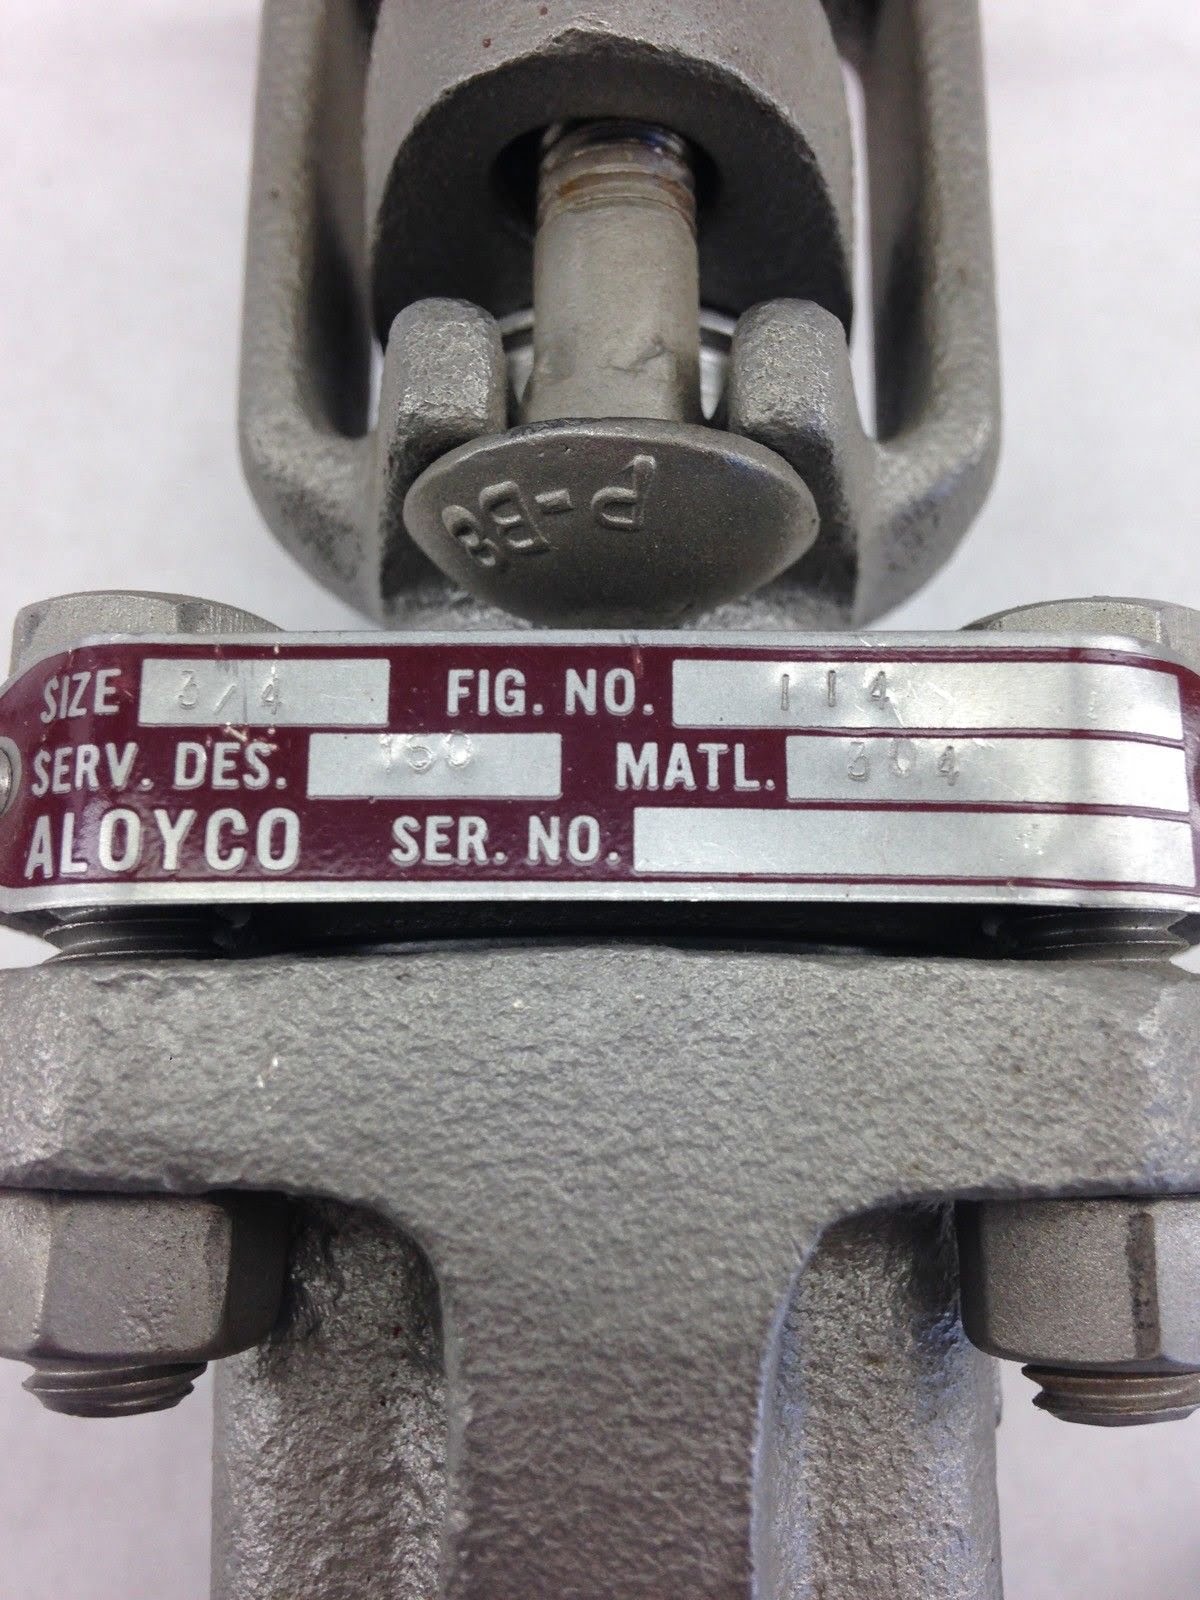 P-B8
SIZE 3/4 FIG. NO. 114
SERV. DES. 150 MATL. 304
ALOYCO SER. NO.